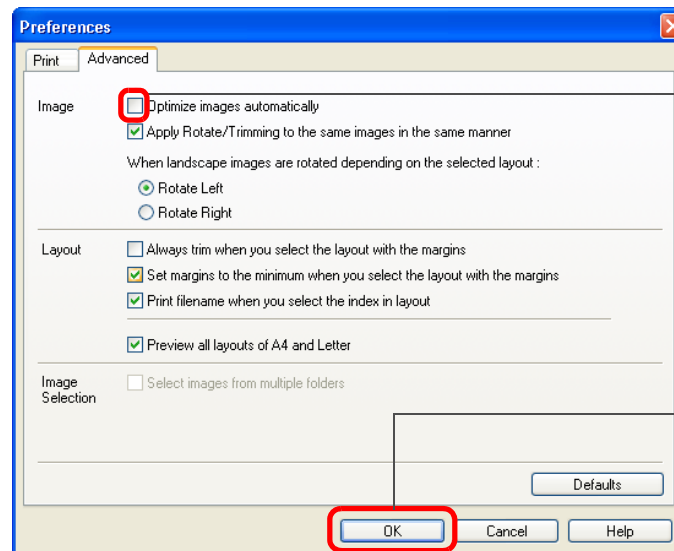 Preferences
Print Advanced
Image Optimize images automatically
Apply Rotate/Trimming to the same images in the same manner
When landscape images are rotated depending on the selected layout :
Rotate Left
Rotate Right
Layout Always trim when you select the layout with the margins
Set margins to the minimum when you select the layout with the margins
Print filename when you select the index in layout
Preview all layouts of A4 and Letter
Image Selection Select images from multiple folders
Defaults
OK Cancel Help